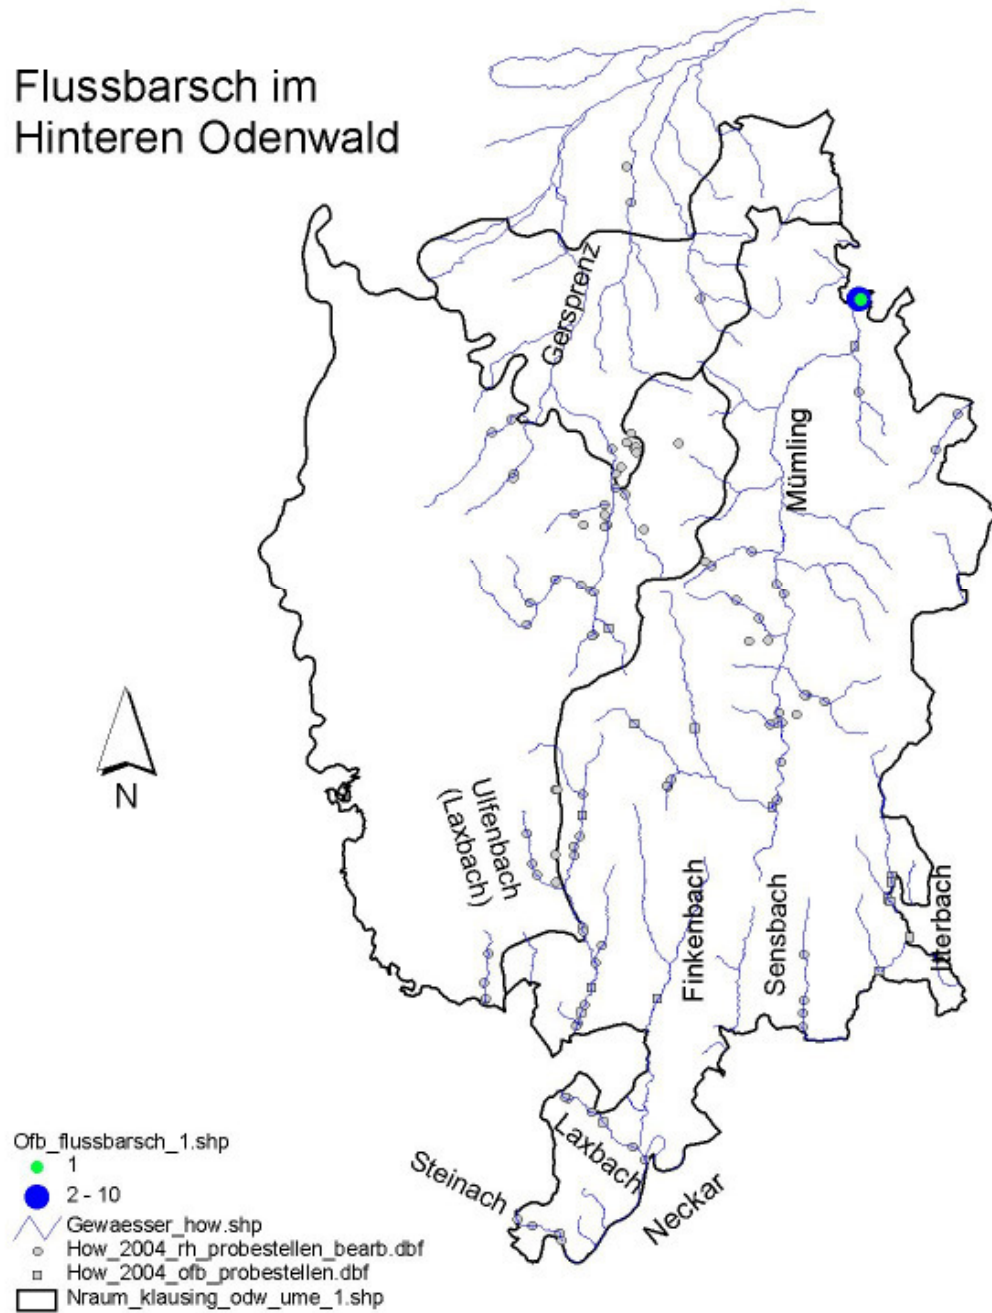 Flussbarsch im
Hinteren Odenwald
Gersprenz
Mümling
N
Ulfenbach
(Laxbach)
Finkenbach
Sensbach
Itterbach
Laxbach
Steinach
Neckar
Ofb_flussbarsch_1.shp
1
2 - 10
Gewaesser_how.shp
How_2004_rh_probestellen_bearb.dbf
How_2004_ofb_probestellen.dbf
Nraum_klausing_odw_ume_1.shp